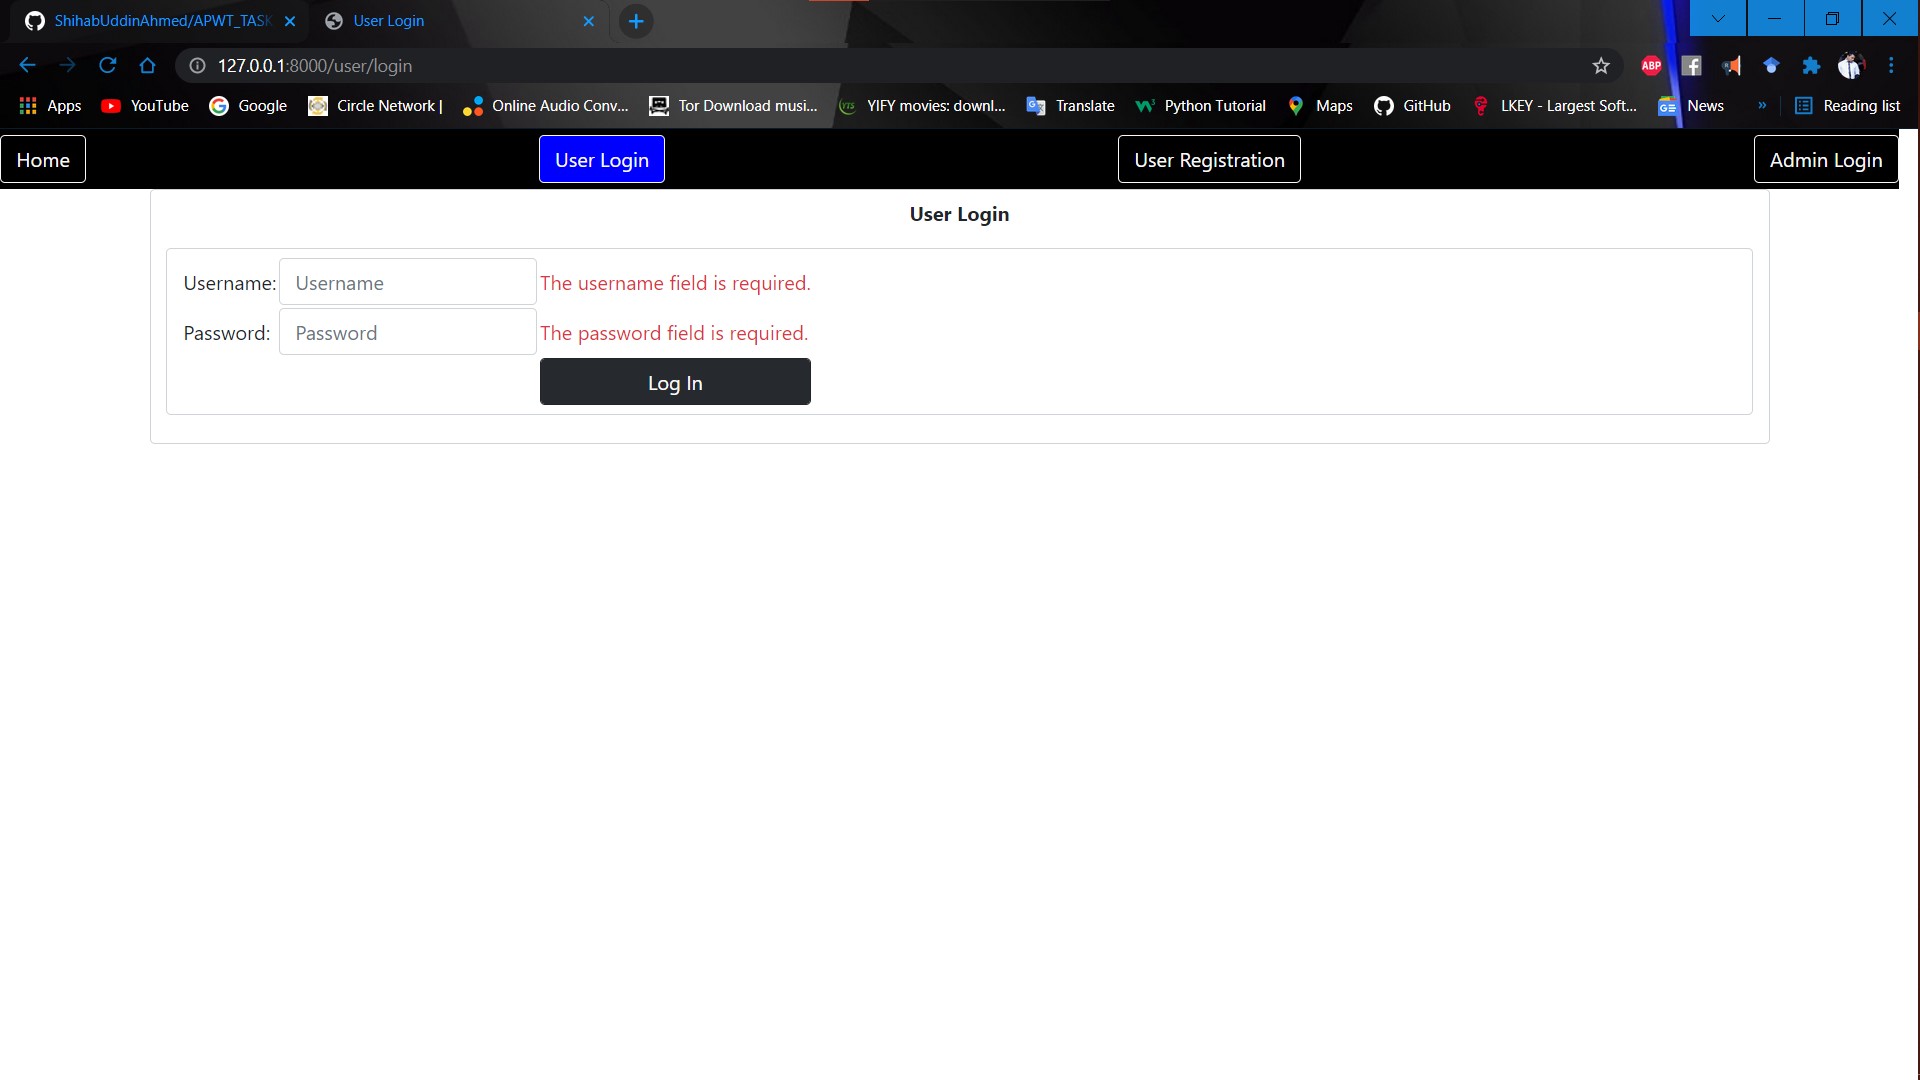 ShihabUddinAhmed/APWT_TASK
User Login
127.0.0.1:8000/user/login
ABP
Apps
YouTube
Google
Circle Network |
Online Audio Conv...
Tor Download musi...
YIFY movies: downl...
Translate
Python Tutorial
Maps
GitHub
LKEY - Largest Soft...
News
»
Reading list
Home
User Login
User Registration
Admin Login
User Login
Username: Username The username field is required.
Password: Password The password field is required.
Log In